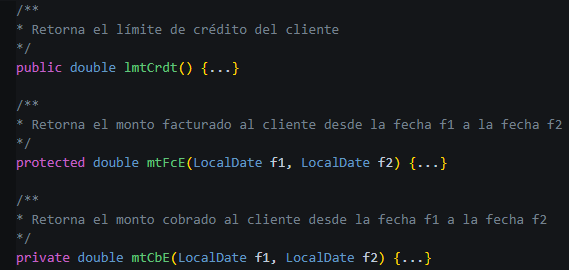 /**
* Retorna el límite de crédito del cliente
*/
public double lmtCrdt() {...}
/**
* Retorna el monto facturado al cliente desde la fecha f1 a la fecha f2
*/
protected double mtFcE(LocalDate f1, LocalDate f2) {...}
/**
* Retorna el monto cobrado al cliente desde la fecha f1 a la fecha f2
*/
private double mtCbE(LocalDate f1, LocalDate f2) {...}